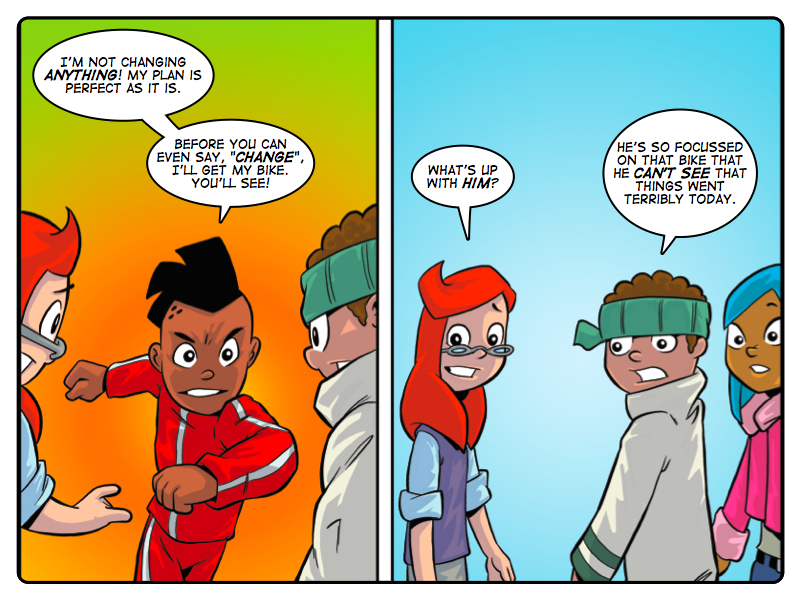 I'M NOT CHANGING
ANYTHING! MY PLAN IS
PERFECT AS IT IS.
BEFORE YOU CAN
EVEN SAY, "CHANGE",
I'LL GET MY BIKE.
YOU'LL SEE!
WHAT'S UP
WITH HIM?
HE'S SO FOCUSSED
ON THAT BIKE THAT
HE CAN'T SEE THAT
THINGS WENT
TERRIBLY TODAY.